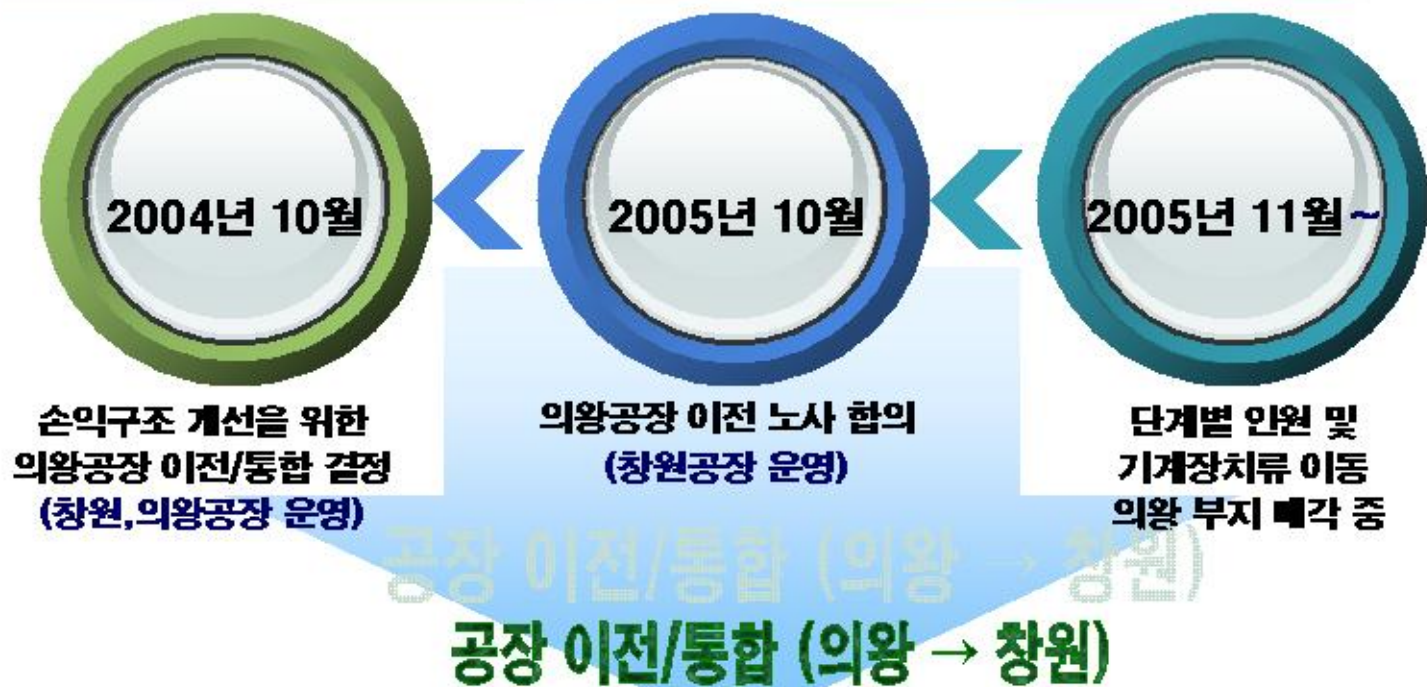 2004년 10월
손익구조 개선을 위한
의왕공장 이전/통합 결정
(창원,의왕공장 운영)
2005년 10월
의왕공장 이전 노사 합의
(창원공장 운영)
2005년 11월~
단계별 인원 및
기계장치류 이동
의왕 부지 매각 중
공장 이전/통합 (의왕 → 창원)
공장 이전/통합 (의왕 → 창원)